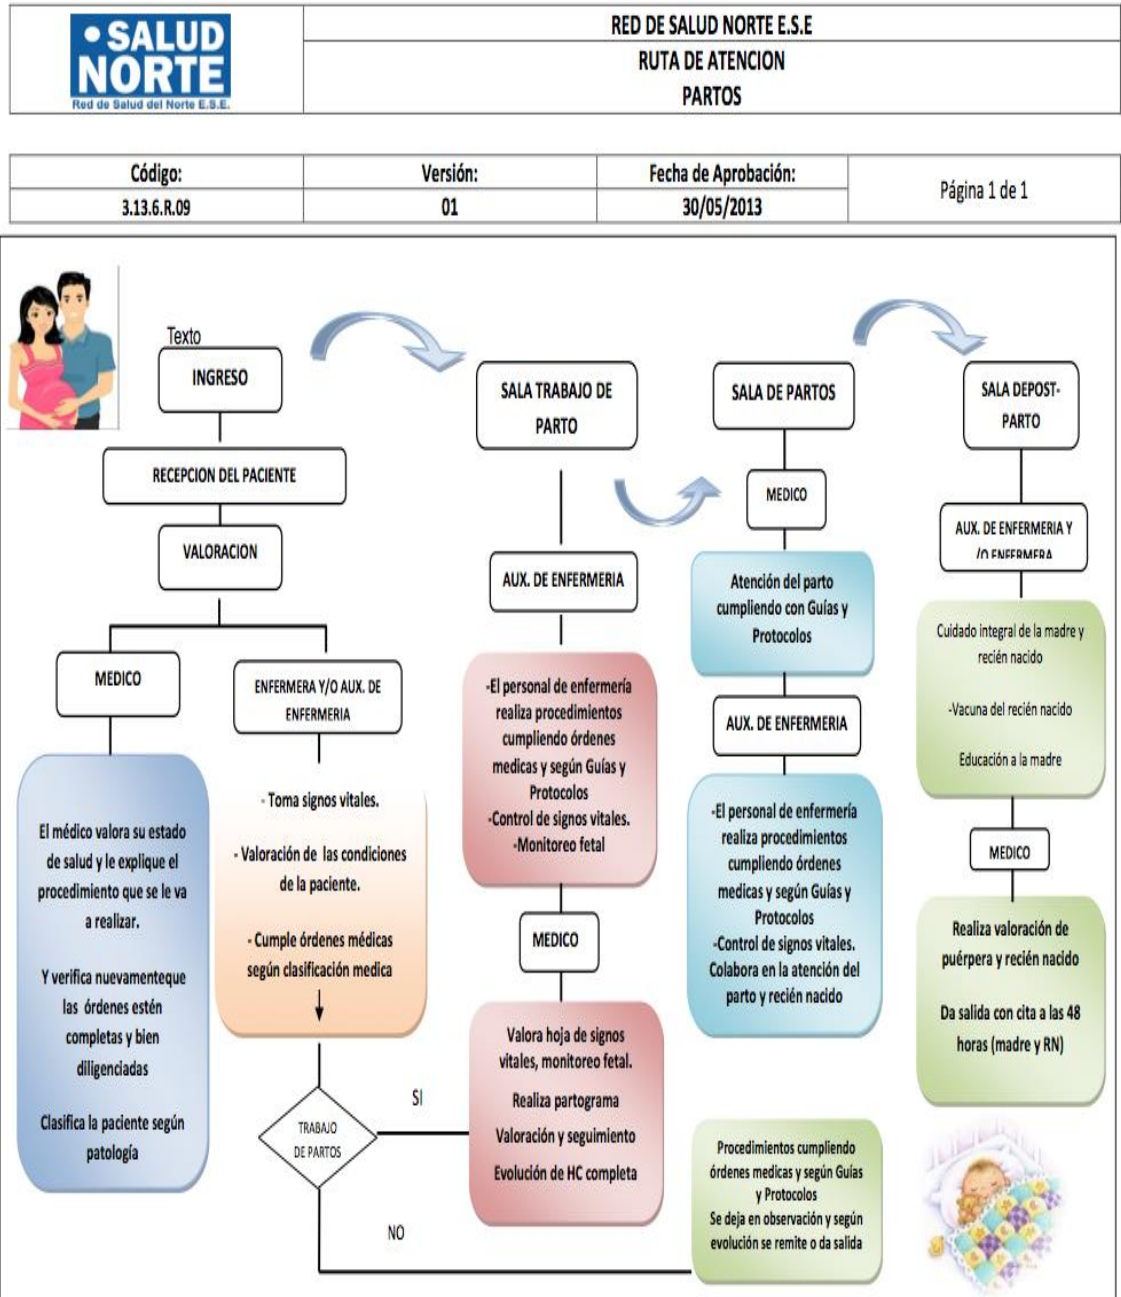 • SALUD
NORTE
Red de Salud del Norte E.S.E.
RED DE SALUD NORTE E.S.E
RUTA DE ATENCION
PARTOS
Código:
3.13.6.R.09
Versión:
01
Fecha de Aprobación:
30/05/2013
Página 1 de 1
Texto
INGRESO
RECEPCION DEL PACIENTE
VALORACION
MEDICO
El médico valora su estado
de salud y le explique el
procedimiento que se le va
a realizar.
Y verifica nuevamenteque
las órdenes estén
completas y bien
diligenciadas
Clasifica la paciente según
patología
ENFERMERA Y/O AUX. DE
ENFERMERIA
- Toma signos vitales.
- Valoración de las condiciones
de la paciente.
- Cumple órdenes médicas
según clasificación medica
TRABAJO
DE PARTOS
SI
NO
SALA TRABAJO DE
PARTO
AUX. DE ENFERMERIA
-El personal de enfermería
realiza procedimientos
cumpliendo órdenes
medicas y según Guías y
Protocolos
-Control de signos vitales.
-Monitoreo fetal
MEDICO
Valora hoja de signos
vitales, monitoreo fetal.
Realiza partograma
Valoración y seguimiento
Evolución de HC completa
SALA DE PARTOS
MEDICO
Atención del parto
cumpliendo con Guías y
Protocolos
AUX. DE ENFERMERIA
-El personal de enfermería
realiza procedimientos
cumpliendo órdenes
medicas y según Guías y
Protocolos
-Control de signos vitales.
Colabora en la atención del
parto y recién nacido
Procedimientos cumpliendo
órdenes medicas y según Guías
y Protocolos
Se deja en observación y según
evolución se remite o da salida
SALA DEPOST-
PARTO
AUX. DE ENFERMERIA Y
/O ENFERMERA
Cuidado integral de la madre y
recién nacido
-Vacuna del recién nacido
Educación a la madre
MEDICO
Realiza valoración de
puérpera y recién nacido
Da salida con cita a las 48
horas (madre y RN)